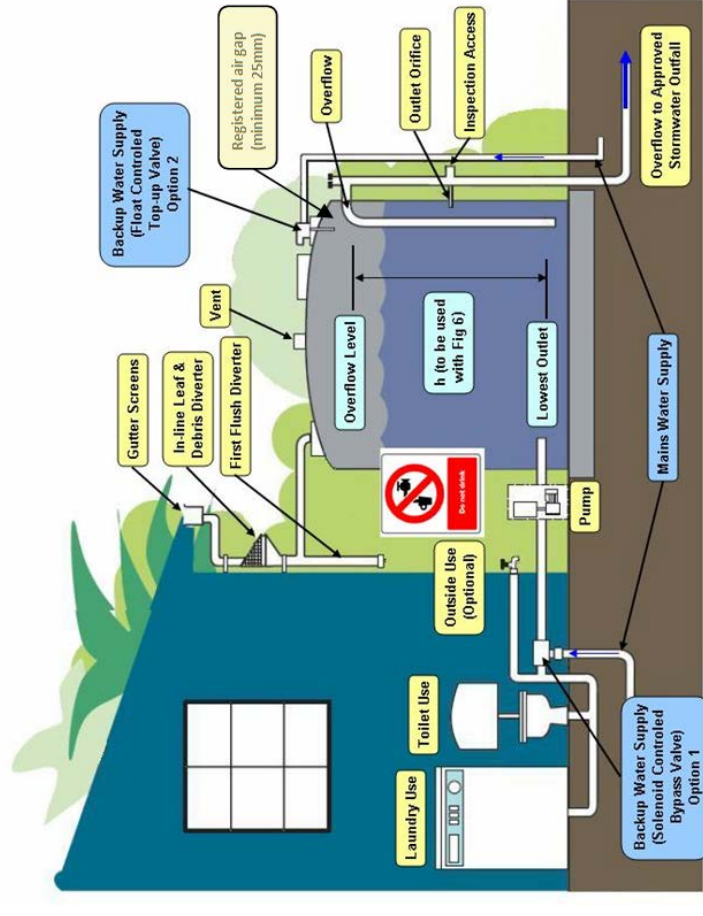 Backup Water Supply
(Float Controled
Top-up Valve)
Option 2
Registered air gap
(minimum 25mm)
Vent
Overflow
Gutter Screens
In-line Leaf &
Debris Diverter
First Flush Diverter
Outlet Orifice
Inspection Access
Overflow Level
h (to be used
with Fig 6)
Lowest Outlet
Do not drink
Outside Use
(Optional)
Pump
Toilet Use
Laundry Use
Overflow to Approved
Stormwater Outfall
Mains Water Supply
Backup Water Supply
(Solenoid Controled
Bypass Valve)
Option 1